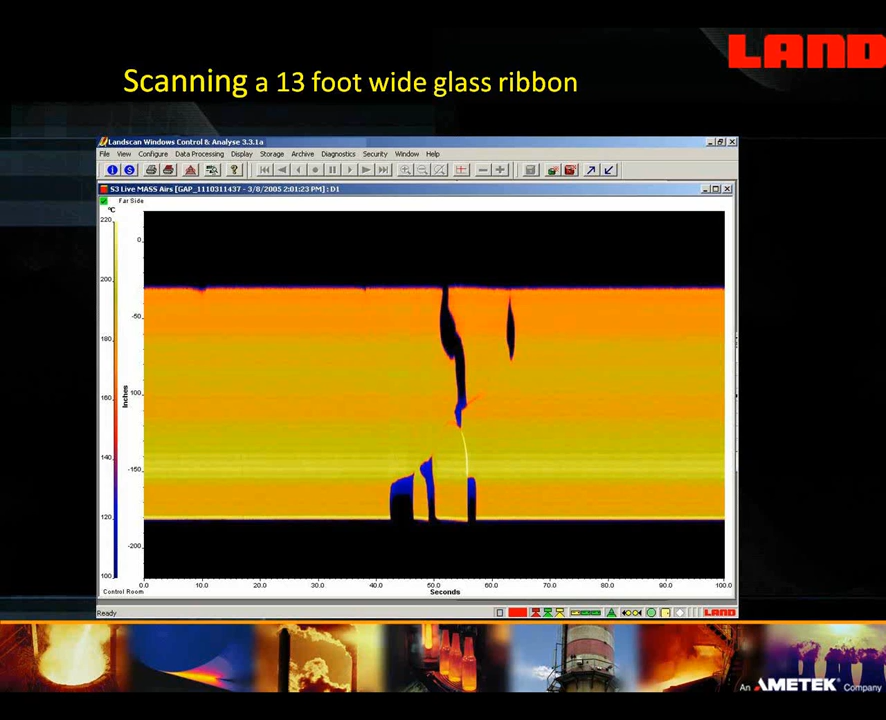 LAND
Scanning a 13 foot wide glass ribbon
Landscan Windows Control & Analyse 3.3.1a
File View Configure Data Processing Display Storage Archive Diagnostics Security Window Help
S3 Live MASS Airs [GAP_1110311437 - 3/8/2005 2:01:23 PM] : D1
Far Side
ºC
220
200
180
160
140
120
100
Inches
0
-50
-100
-150
-200
0.0 10.0 20.0 30.0 40.0 50.0 60.0 70.0 80.0 90.0 100.0
Control Room
Seconds
Ready
LAND
An AMETEK Company